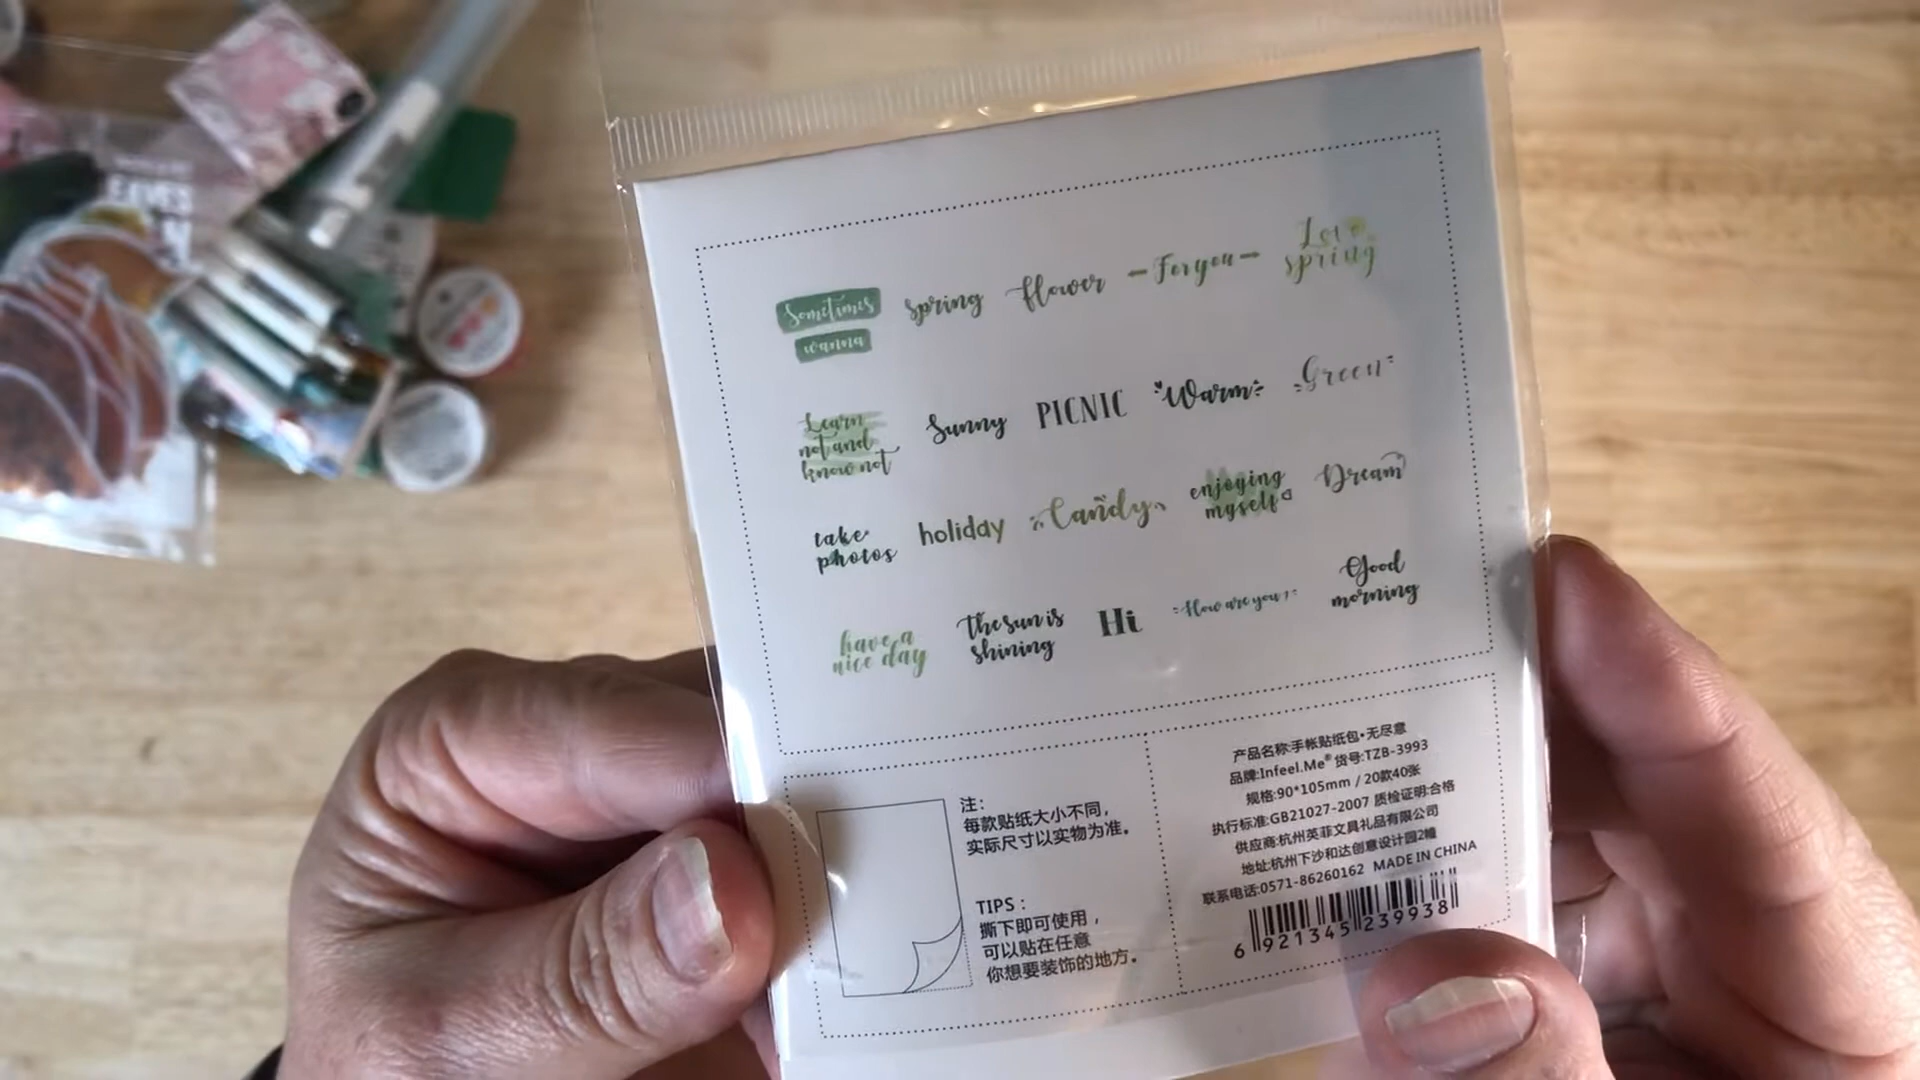 EAVES
Sometimes
wanna
spring
flower
For you
Love
spring
Learn
not and
know not
Sunny
PICNIC
Warm
Green
take
photos
holiday
Candy
enjoying
myself
Dream
have a
nice day
the sun is
shining
Hi
How are you?
Good
morning
注：
每款贴纸大小不同，
实际尺寸以实物为准。
TIPS：
撕下即可使用，
可以贴在任意
你想要装饰的地方。
产品名称:手帐贴纸包•无尽意
品牌:Infeel.Me® 货号:TZB-3993
规格:90*105mm / 20款40张
执行标准:GB21027-2007 质检证明:合格
供应商:杭州英菲文具礼品有限公司
地址:杭州下沙和达创意设计园2幢
联系电话:0571-86260162 MADE IN CHINA
6 921345 239938